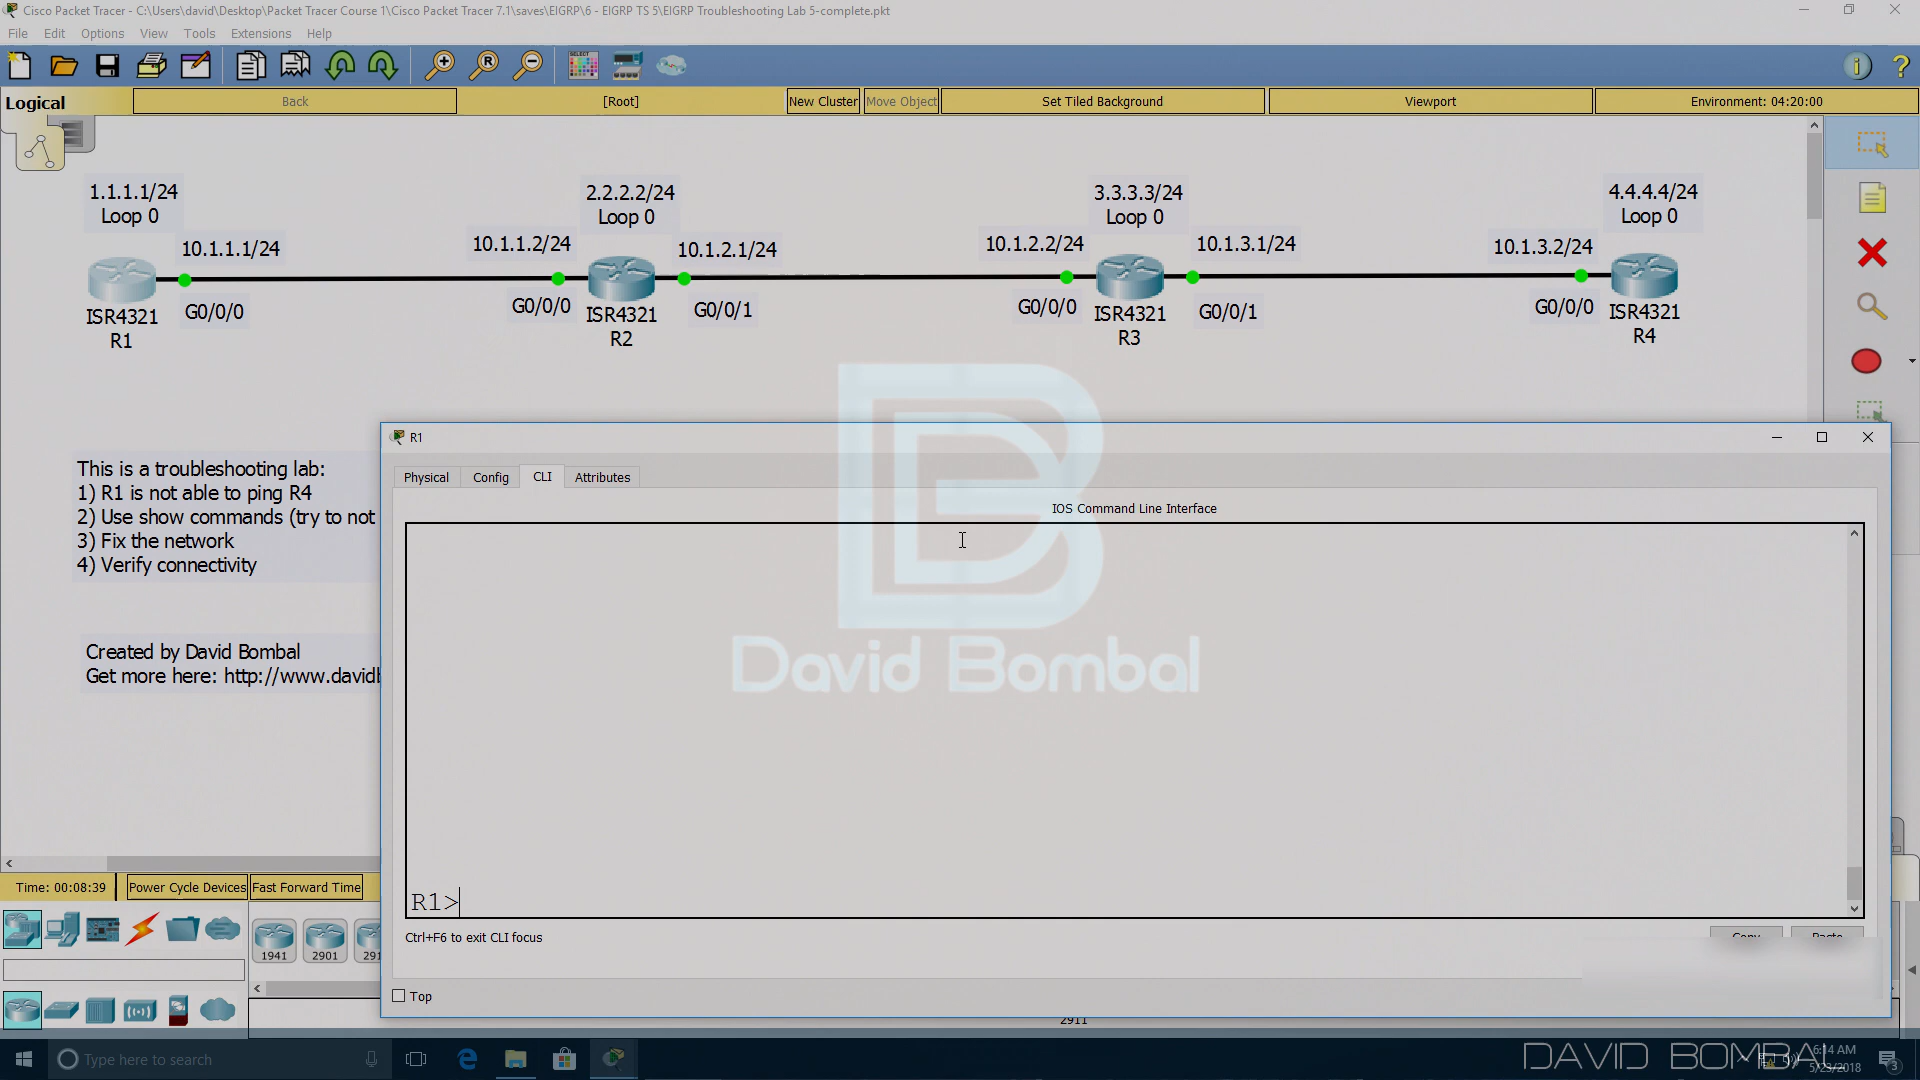 Cisco Packet Tracer - C:\Users\david\Desktop\Packet Tracer Course 1\Cisco Packet Tracer 7.1\saves\EIGRP\6 - EIGRP TS 5\EIGRP Troubleshooting Lab 5-complete.pkt
File Edit Options View Tools Extensions Help
Logical Back [Root] New Cluster Move Object Set Tiled Background Viewport Environment: 04:20:00
1.1.1.1/24 2.2.2.2/24 3.3.3.3/24 4.4.4.4/24
Loop 0 Loop 0 Loop 0 Loop 0
10.1.1.1/24 10.1.1.2/24 10.1.2.1/24 10.1.2.2/24 10.1.3.1/24 10.1.3.2/24
G0/0/0 G0/0/0 G0/0/1 G0/0/0 G0/0/1 G0/0/0
ISR4321 ISR4321 ISR4321 ISR4321
R1 R2 R3 R4
This is a troubleshooting lab:
1) R1 is not able to ping R4
2) Use show commands (try to not
3) Fix the network
4) Verify connectivity
Created by David Bombal
Get more here: http://www.davidb
R1
Physical Config CLI Attributes
IOS Command Line Interface
David Bombal
R1>
Ctrl+F6 to exit CLI focus
Copy Paste
Top
Time: 00:08:39 Power Cycle Devices Fast Forward Time
1941 2901 291
2911
Type here to search
DAVID BOMBAL
6:14 AM
5/23/2018
3